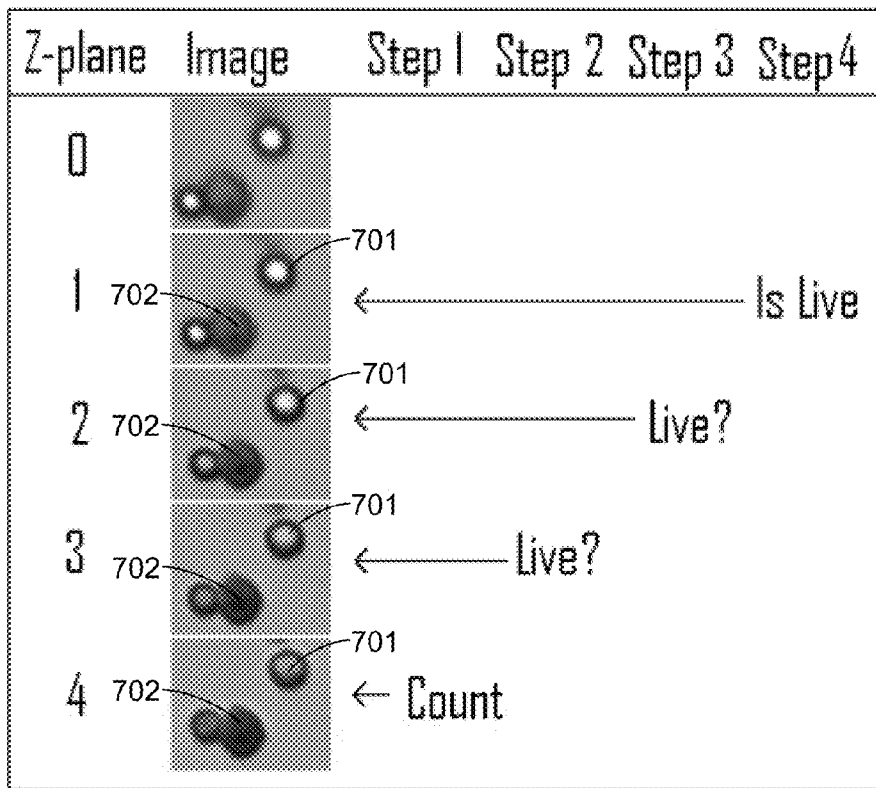 Z-plane Image Step 1 Step 2 Step 3 Step 4
0
701
1 702 Is Live
701
2 702 Live?
701
3 702 Live?
701
4 702 Count